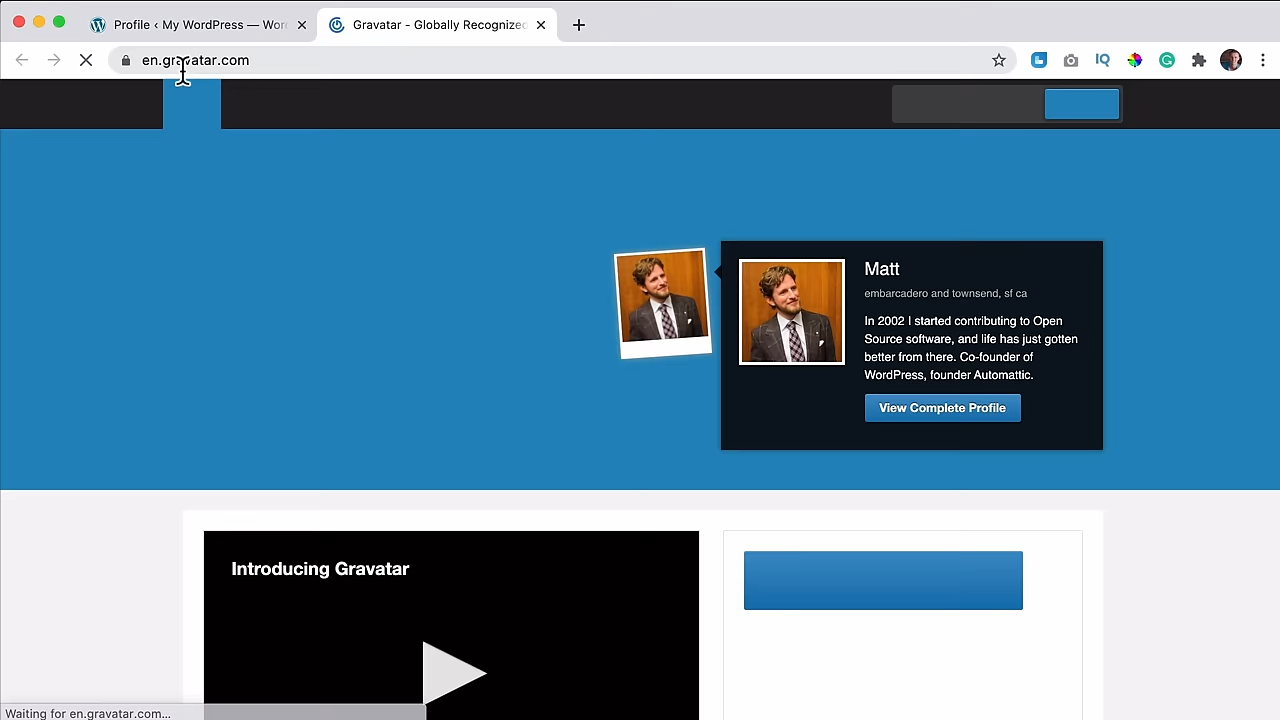 Profile ‹ My WordPress — Wor
Gravatar - Globally Recognized
en.gravatar.com
IQ
Matt
embarcadero and townsend, sf ca
In 2002 I started contributing to Open
Source software, and life has just gotten
better from there. Co-founder of
WordPress, founder Automattic.
View Complete Profile
Introducing Gravatar
Waiting for en.gravatar.com...